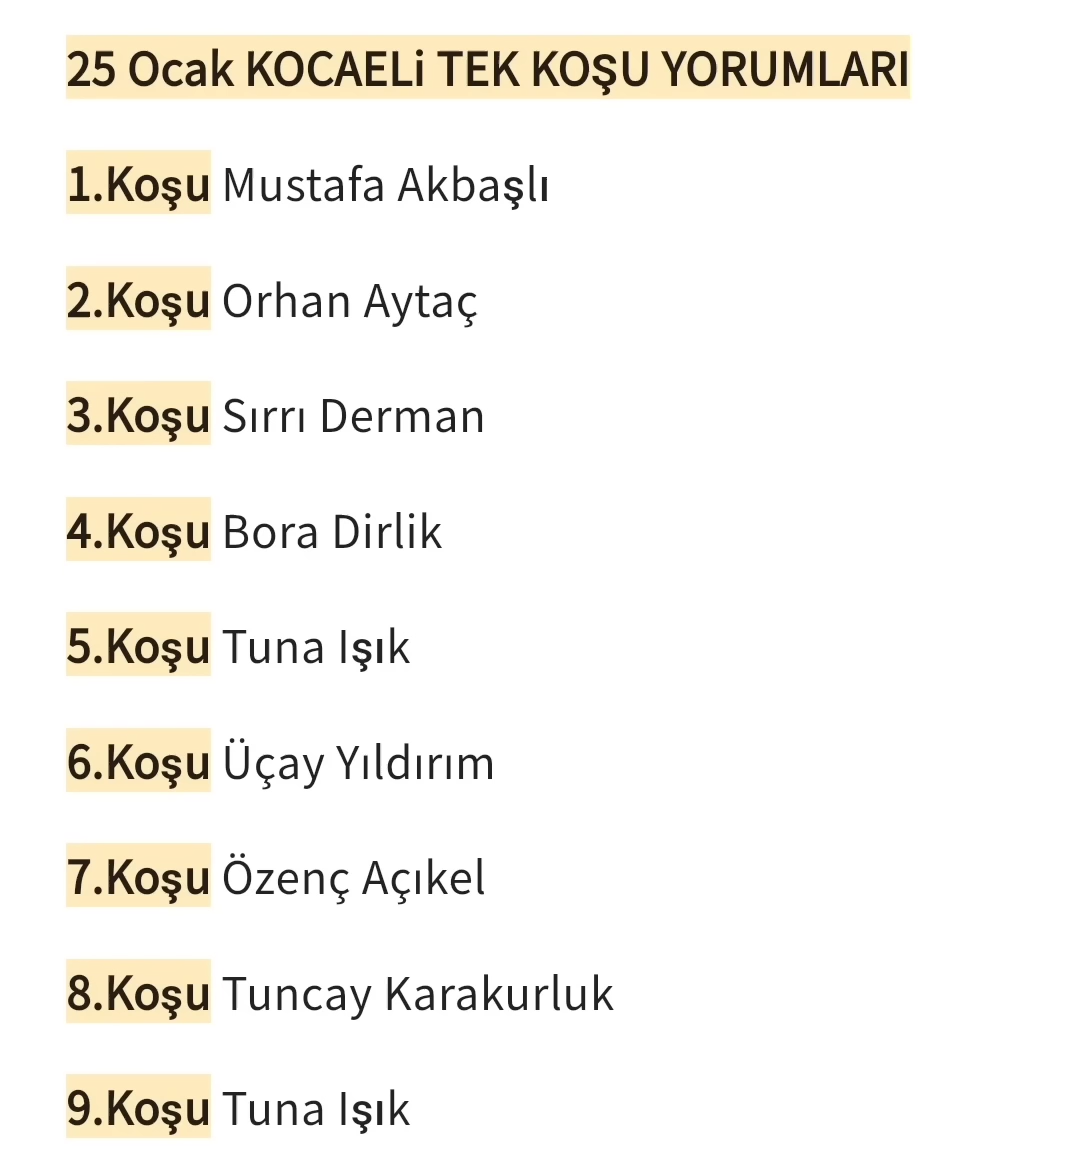 25 Ocak KOCAELi TEK KOŞU YORUMLARI
1.Koşu Mustafa Akbaşlı
2.Koşu Orhan Aytaç
3.Koşu Sırrı Derman
4.Koşu Bora Dirlik
5.Koşu Tuna Işık
6.Koşu Üçay Yıldırım
7.Koşu Özenç Açıkel
8.Koşu Tuncay Karakurluk
9.Koşu Tuna Işık